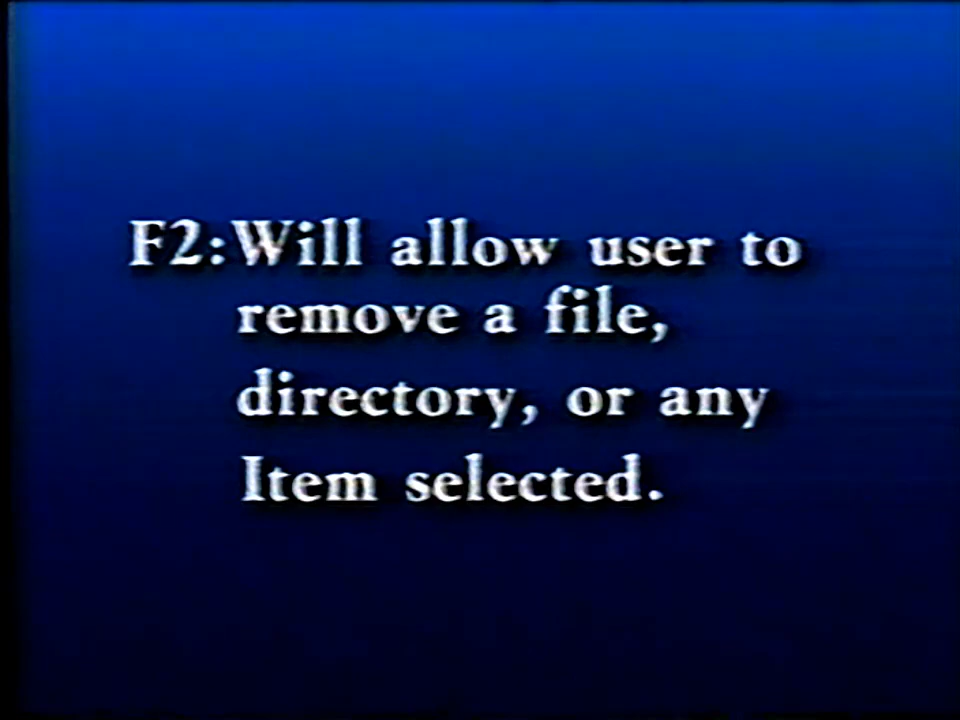 F2: Will allow user to
remove a file,
directory, or any
Item selected.